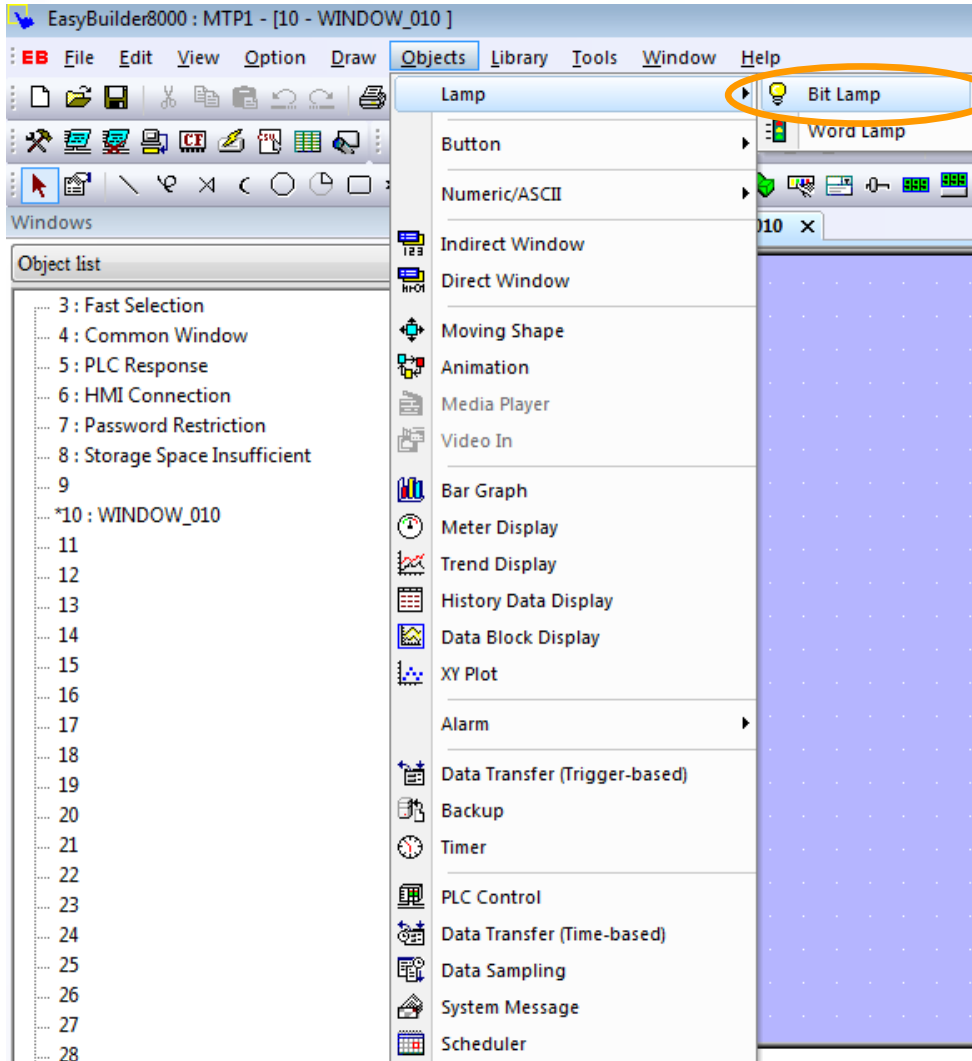 EasyBuilder8000 : MTP1 - [10 - WINDOW_010 ]
EB File Edit View Option Draw Objects Library Tools Window Help
Lamp
Bit Lamp
Word Lamp
Button
Numeric/ASCII
Indirect Window
Direct Window
Moving Shape
Animation
Media Player
Video In
Bar Graph
Meter Display
Trend Display
History Data Display
Data Block Display
XY Plot
Alarm
Data Transfer (Trigger-based)
Backup
Timer
PLC Control
Data Transfer (Time-based)
Data Sampling
System Message
Scheduler
Windows
Object list
3 : Fast Selection
4 : Common Window
5 : PLC Response
6 : HMI Connection
7 : Password Restriction
8 : Storage Space Insufficient
9
*10 : WINDOW_010
11
12
13
14
15
16
17
18
19
20
21
22
23
24
25
26
27
28
010